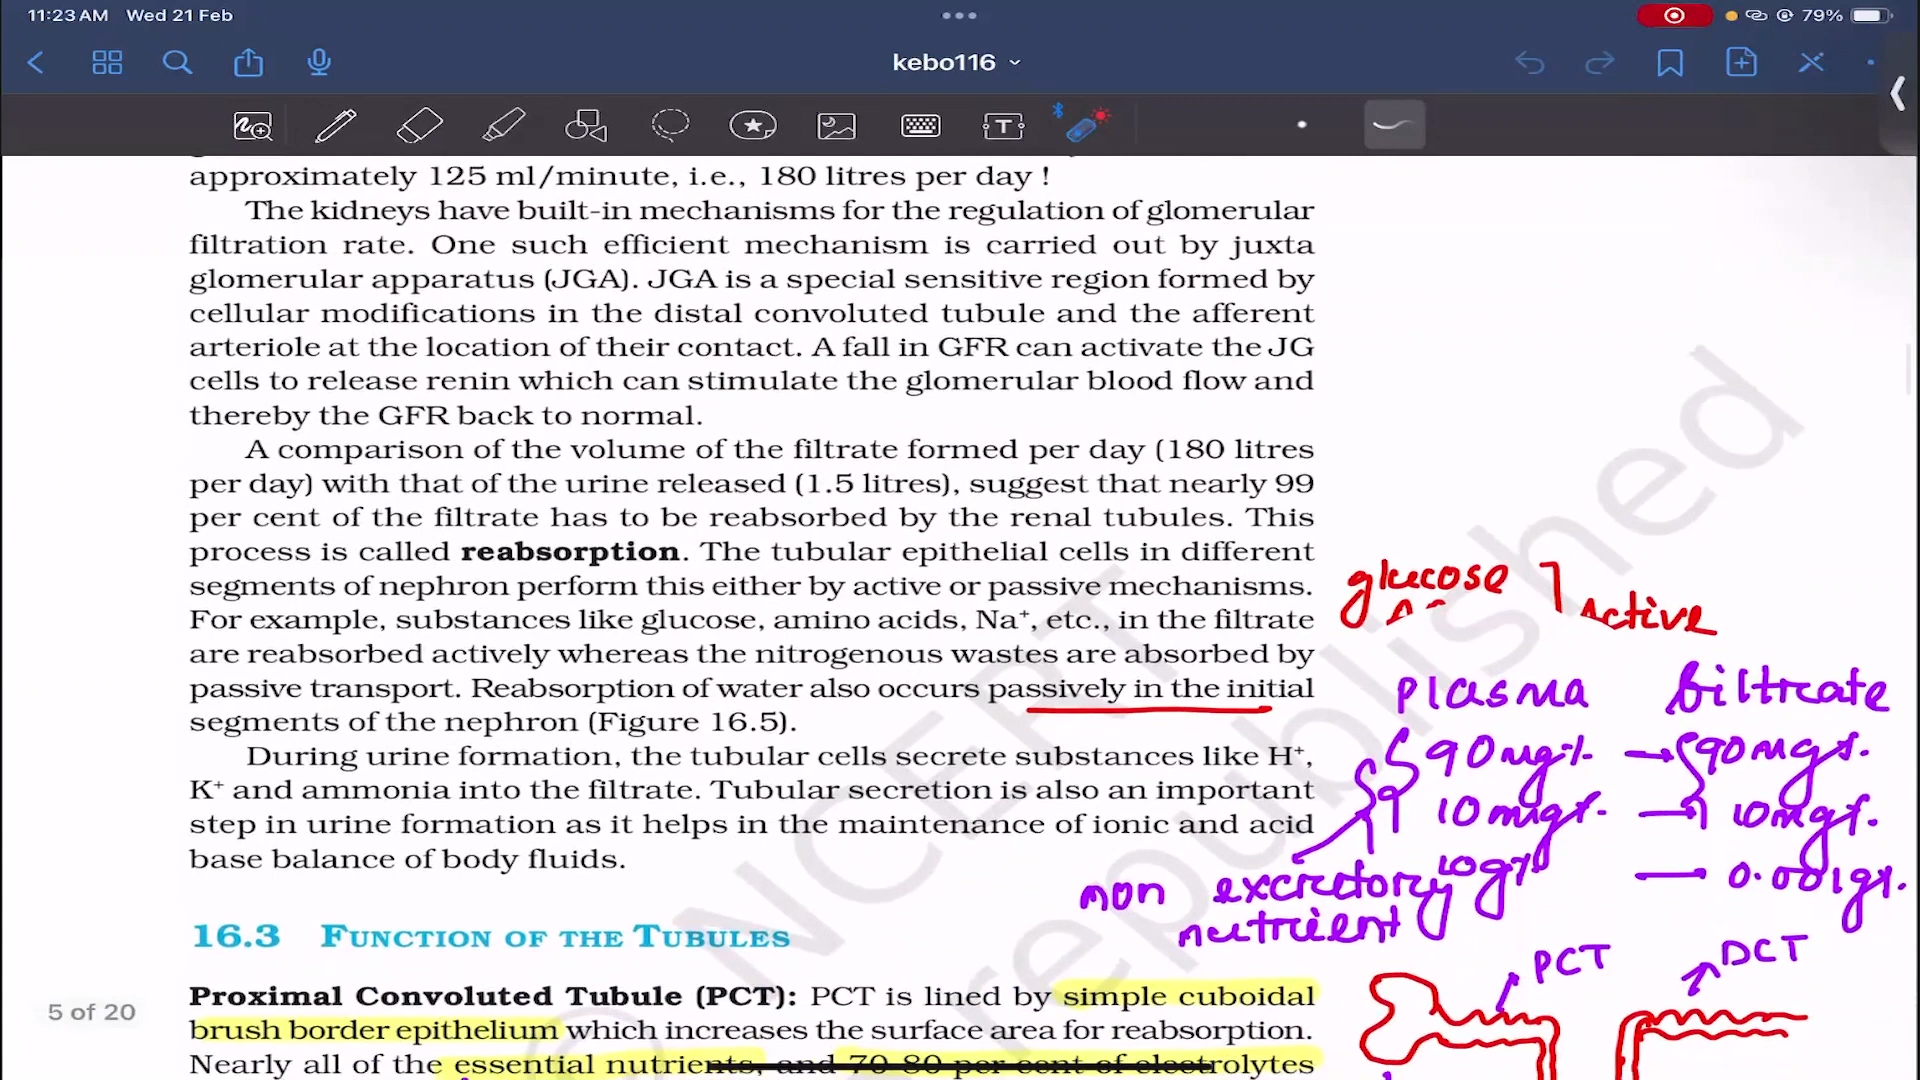 11:23 AM Wed 21 Feb
79%
kebo116
approximately 125 ml/minute, i.e., 180 litres per day !
The kidneys have built-in mechanisms for the regulation of glomerular
filtration rate. One such efficient mechanism is carried out by juxta
glomerular apparatus (JGA). JGA is a special sensitive region formed by
cellular modifications in the distal convoluted tubule and the afferent
arteriole at the location of their contact. A fall in GFR can activate the JG
cells to release renin which can stimulate the glomerular blood flow and
thereby the GFR back to normal.
A comparison of the volume of the filtrate formed per day (180 litres
per day) with that of the urine released (1.5 litres), suggest that nearly 99
per cent of the filtrate has to be reabsorbed by the renal tubules. This
process is called reabsorption. The tubular epithelial cells in different
segments of nephron perform this either by active or passive mechanisms.
For example, substances like glucose, amino acids, Na⁺, etc., in the filtrate
are reabsorbed actively whereas the nitrogenous wastes are absorbed by
passive transport. Reabsorption of water also occurs passively in the initial
segments of the nephron (Figure 16.5).
During urine formation, the tubular cells secrete substances like H⁺,
K⁺ and ammonia into the filtrate. Tubular secretion is also an important
step in urine formation as it helps in the maintenance of ionic and acid
base balance of body fluids.
16.3 FUNCTION OF THE TUBULES
Proximal Convoluted Tubule (PCT): PCT is lined by simple cuboidal
brush border epithelium which increases the surface area for reabsorption.
Nearly all of the essential nutrients, and 70-80 per cent of electrolytes
5 of 20
glucose
Active
plasma filtrate
90mg%. → 90mg%.
10mg%. → 10mg%.
10g% — 0.001g%.
non excretory
nutrient
PCT
DCT
© NCERT
republished